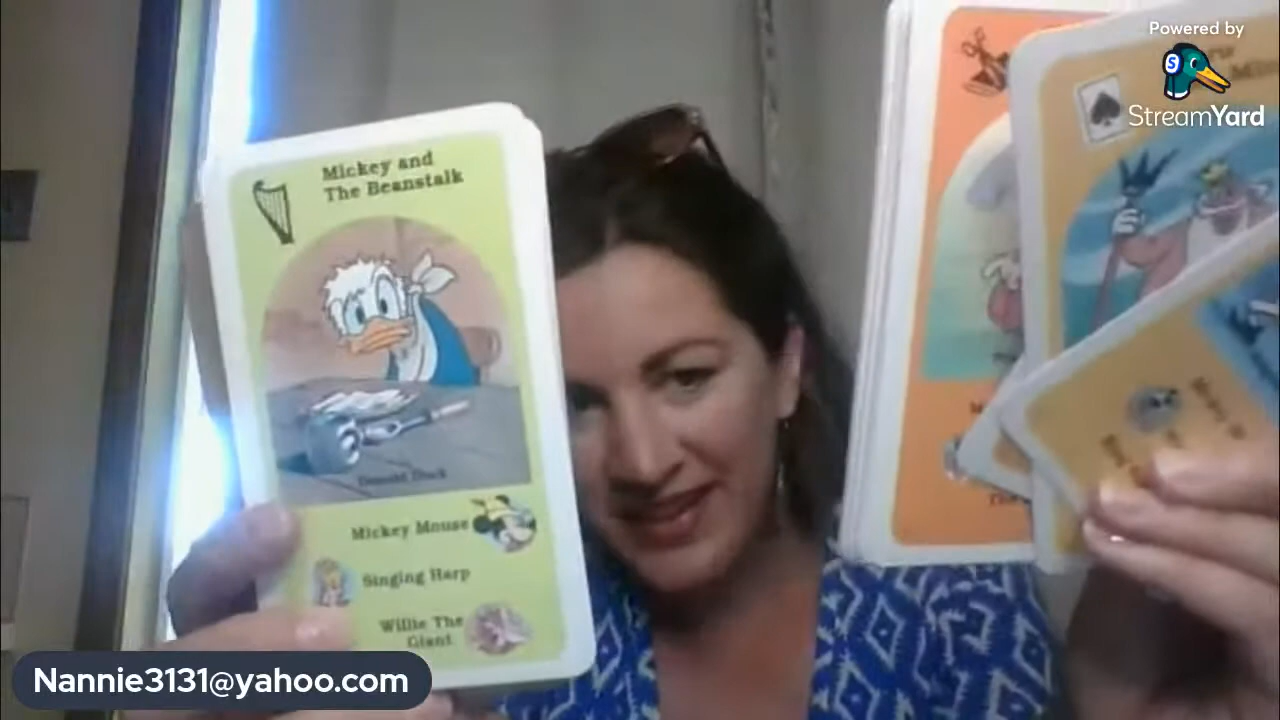 Powered by
StreamYard
Mickey and
The Beanstalk
Donald Duck
Mickey Mouse
Singing Harp
Willie The
Giant
Nannie3131@yahoo.com